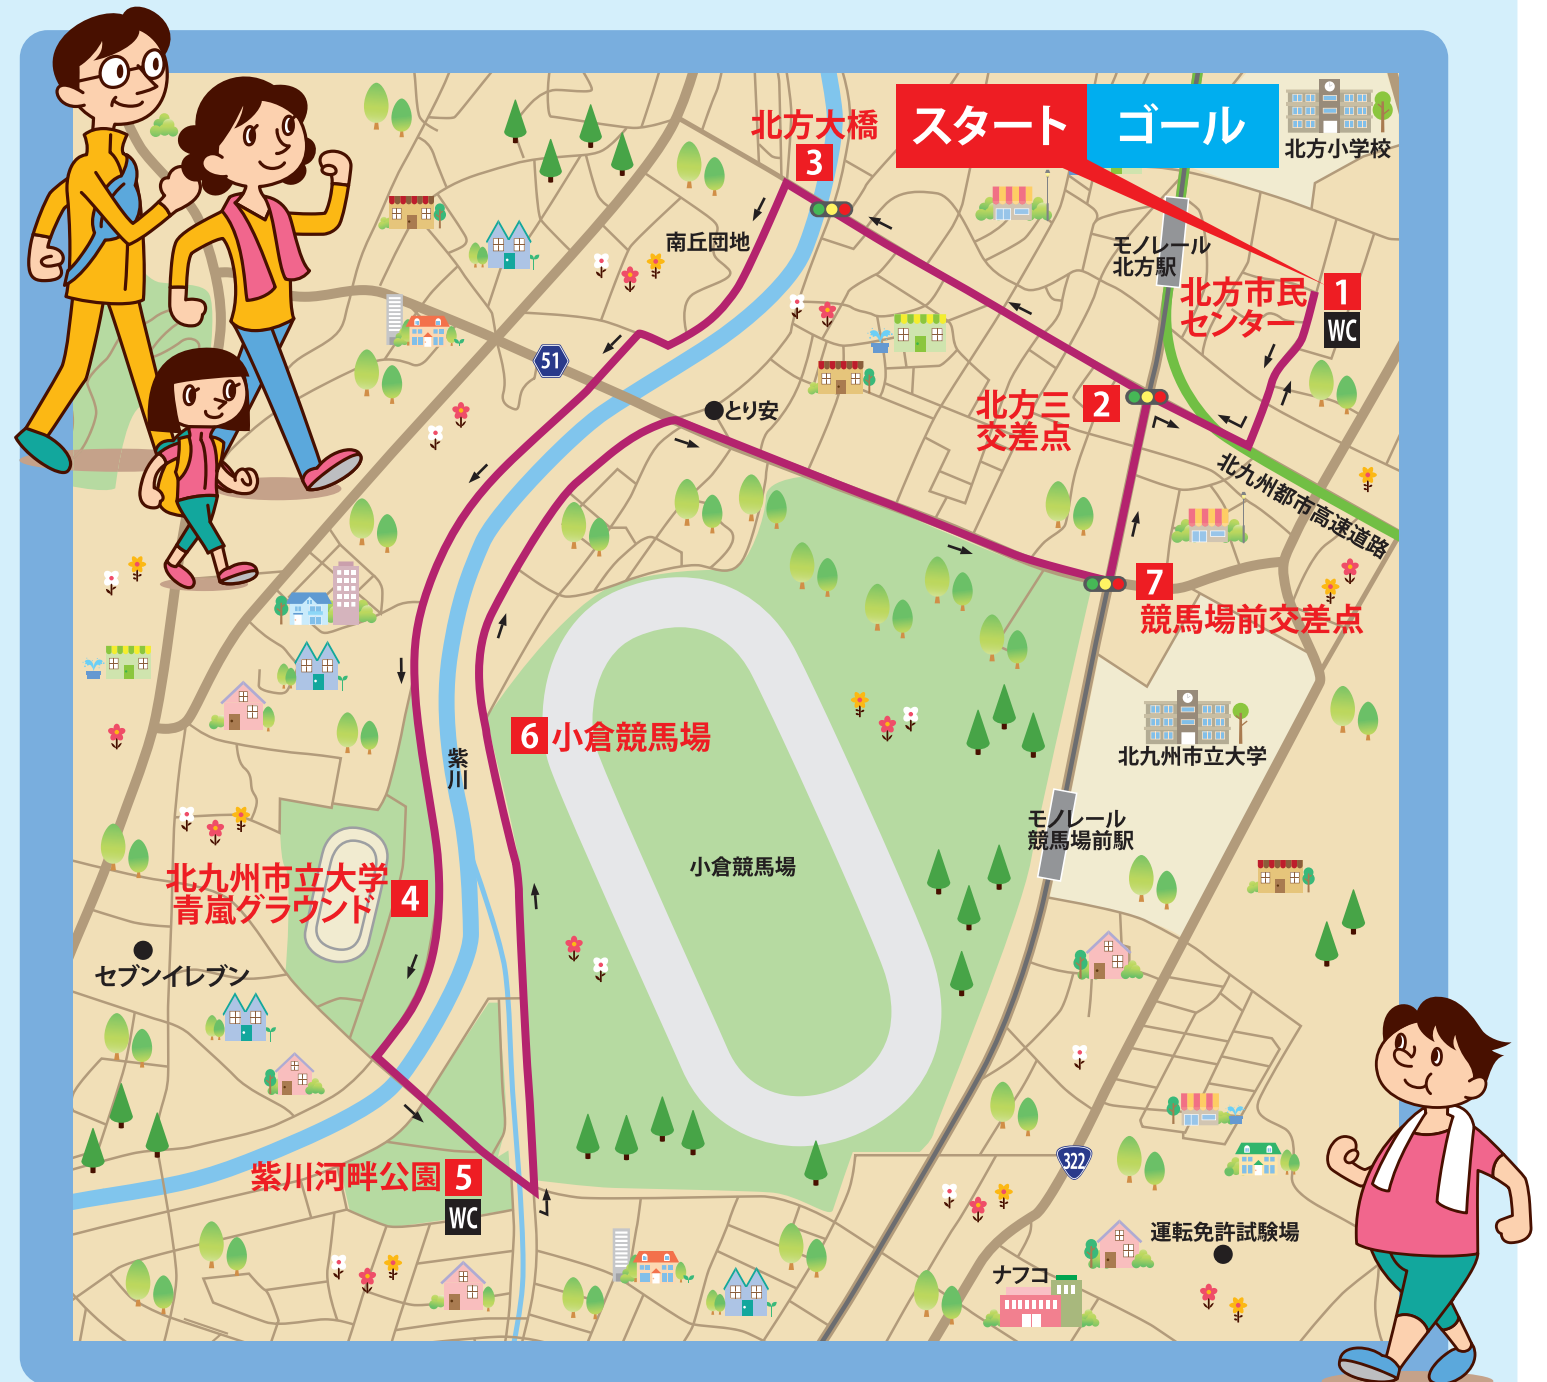 スタート
ゴール
北方小学校
北方大橋
3
南丘団地
モノレール
北方駅
北方市民
センター
1
WC
51
とり安
北方三
交差点
2
北九州都市高速道路
7
競馬場前交差点
6
小倉競馬場
紫川
北九州市立大学
モノレール
競馬場前駅
小倉競馬場
北九州市立大学
青嵐グラウンド
4
セブンイレブン
紫川河畔公園
5
WC
322
運転免許試験場
ナフコ